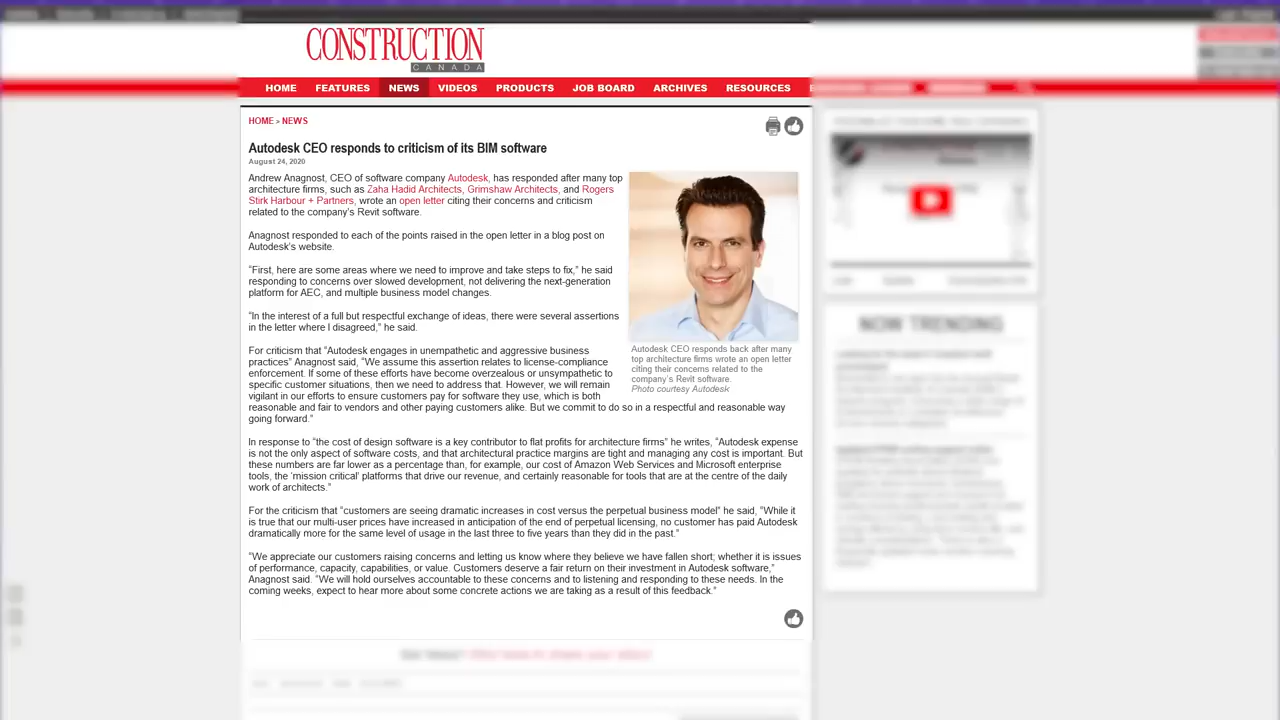 CONSTRUCTION
CANADA
HOME FEATURES NEWS VIDEOS PRODUCTS JOB BOARD ARCHIVES RESOURCES
HOME > NEWS
Autodesk CEO responds to criticism of its BIM software
August 24, 2020
Andrew Anagnost, CEO of software company Autodesk, has responded after many top
architecture firms, such as Zaha Hadid Architects, Grimshaw Architects, and Rogers
Stirk Harbour + Partners, wrote an open letter citing their concerns and criticism
related to the company's Revit software.
Anagnost responded to each of the points raised in the open letter in a blog post on
Autodesk's website.
“First, here are some areas where we need to improve and take steps to fix,” he said
responding to concerns over slowed development, not delivering the next-generation
platform for AEC, and multiple business model changes.
“In the interest of a full but respectful exchange of ideas, there were several assertions
in the letter where I disagreed,” he said.
For criticism that “Autodesk engages in unempathetic and aggressive business
practices” Anagnost said, “We assume this assertion relates to license-compliance
enforcement. If some of these efforts have become overzealous or unsympathetic to
specific customer situations, then we need to address that. However, we will remain
vigilant in our efforts to ensure customers pay for software they use, which is both
reasonable and fair to vendors and other paying customers alike. But we commit to do so in a respectful and reasonable way
going forward.”
Autodesk CEO responds back after many
top architecture firms wrote an open letter
citing their concerns related to the
company's Revit software.
Photo courtesy Autodesk
In response to “the cost of design software is a key contributor to flat profits for architecture firms” he writes, “Autodesk expense
is not the only aspect of software costs, and that architectural practice margins are tight and managing any cost is important. But
these numbers are far lower as a percentage than, for example, our cost of Amazon Web Services and Microsoft enterprise
tools, the ‘mission critical’ platforms that drive our revenue, and certainly reasonable for tools that are at the centre of the daily
work of architects.”
For the criticism that “customers are seeing dramatic increases in cost versus the perpetual business model” he said, “While it
is true that our multi-user prices have increased in anticipation of the end of perpetual licensing, no customer has paid Autodesk
dramatically more for the same level of usage in the last three to five years than they did in the past.”
“We appreciate our customers raising concerns and letting us know where they believe we have fallen short; whether it is issues
of performance, capacity, capabilities, or value. Customers deserve a fair return on their investment in Autodesk software,”
Anagnost said. “We will hold ourselves accountable to these concerns and to listening and responding to these needs. In the
coming weeks, expect to hear more about some concrete actions we are taking as a result of this feedback.”
NOW TRENDING